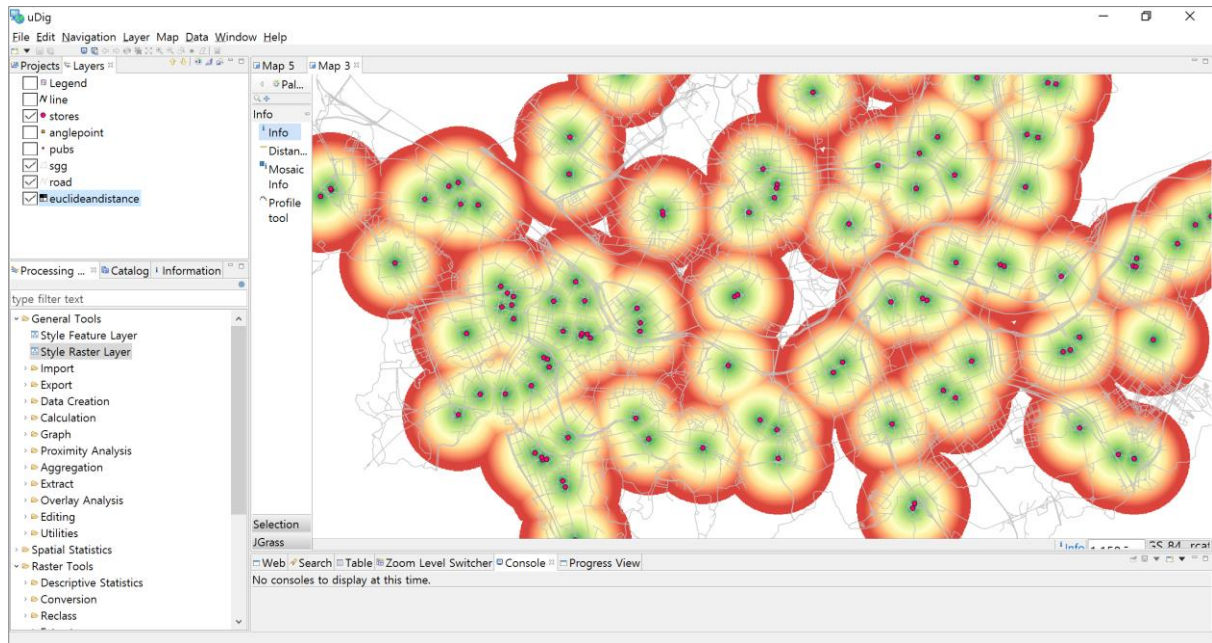 uDig
File Edit Navigation Layer Map Data Window Help
Projects Layers
Legend
line
stores
anglepoint
pubs
sgg
road
euclideandistance
Processing ... Catalog Information
type filter text
General Tools
Style Feature Layer
Style Raster Layer
Import
Export
Data Creation
Calculation
Graph
Proximity Analysis
Aggregation
Extract
Overlay Analysis
Editing
Utilities
Spatial Statistics
Raster Tools
Descriptive Statistics
Conversion
Reclass
Map 5 Map 3
Pal...
Info
Info
Distan...
Mosaic
Info
Profile
tool
Selection
JGrass
Info
Web Search Table Zoom Level Switcher Console Progress View
No consoles to display at this time.